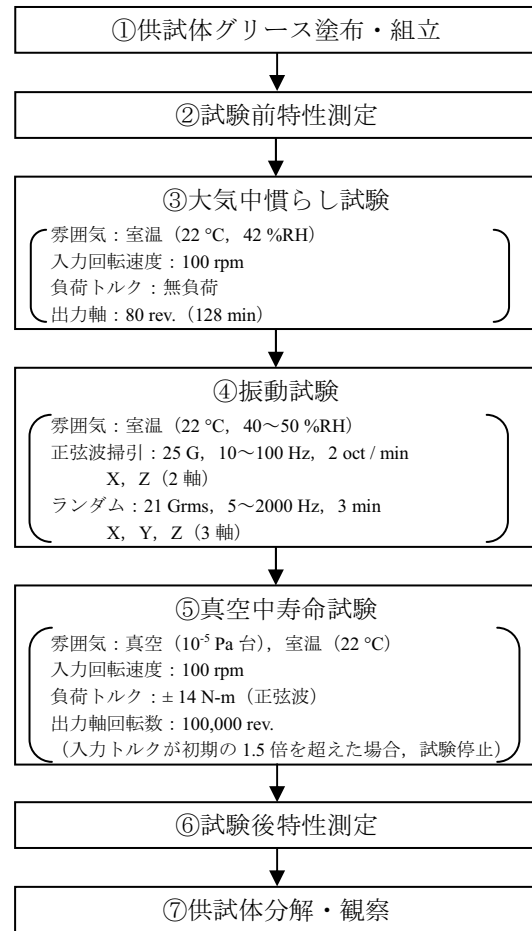 ①供試体グリース塗布・組立
②試験前特性測定
③大気中慣らし試験
雰囲気：室温（22 °C，42 %RH）
入力回転速度：100 rpm
負荷トルク：無負荷
出力軸：80 rev.（128 min）
④振動試験
雰囲気：室温（22 °C，40～50 %RH）
正弦波掃引：25 G，10～100 Hz，2 oct / min
X，Z（2 軸）
ランダム：21 Grms，5～2000 Hz，3 min
X，Y，Z（3 軸）
⑤真空中寿命試験
雰囲気：真空（10⁻⁵ Pa 台），室温（22 °C）
入力回転速度：100 rpm
負荷トルク：± 14 N-m（正弦波）
出力軸回転数：100,000 rev.
（入力トルクが初期の 1.5 倍を超えた場合，試験停止）
⑥試験後特性測定
⑦供試体分解・観察